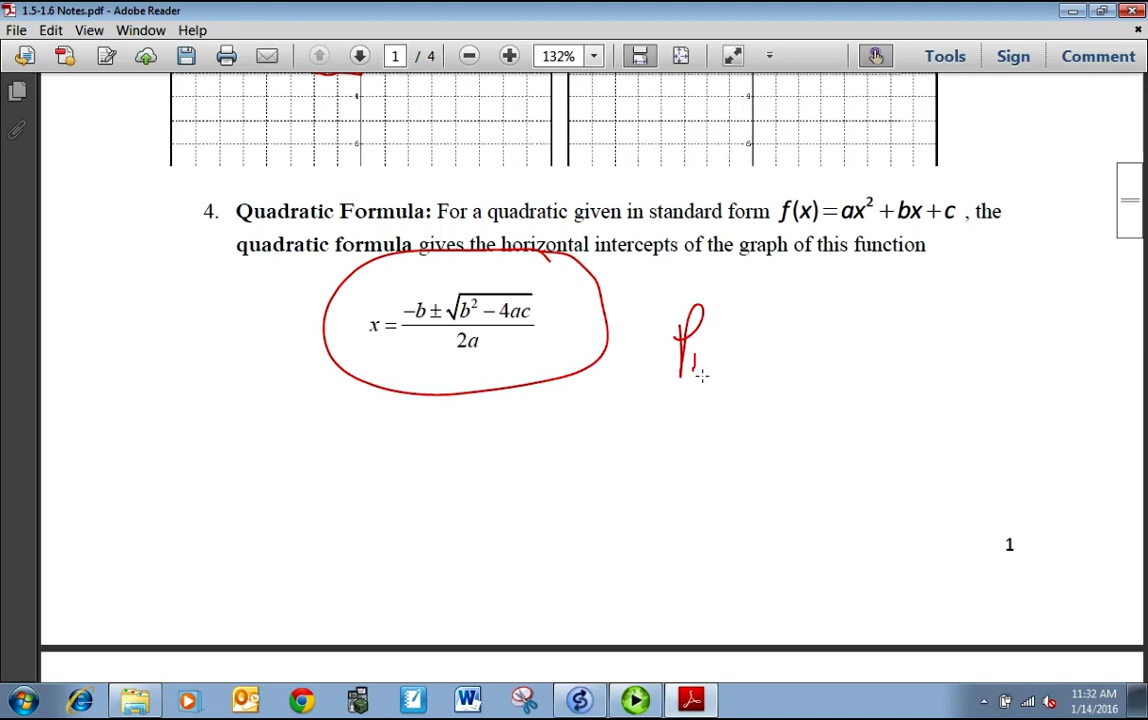 1.5-1.6 Notes.pdf - Adobe Reader
File Edit View Window Help
1 / 4 132% Tools Sign Comment
4. Quadratic Formula: For a quadratic given in standard form f(x)=ax²+bx+c , the
quadratic formula gives the horizontal intercepts of the graph of this function
x = (-b ± √(b² − 4ac)) / 2a
1
11:32 AM
1/14/2016